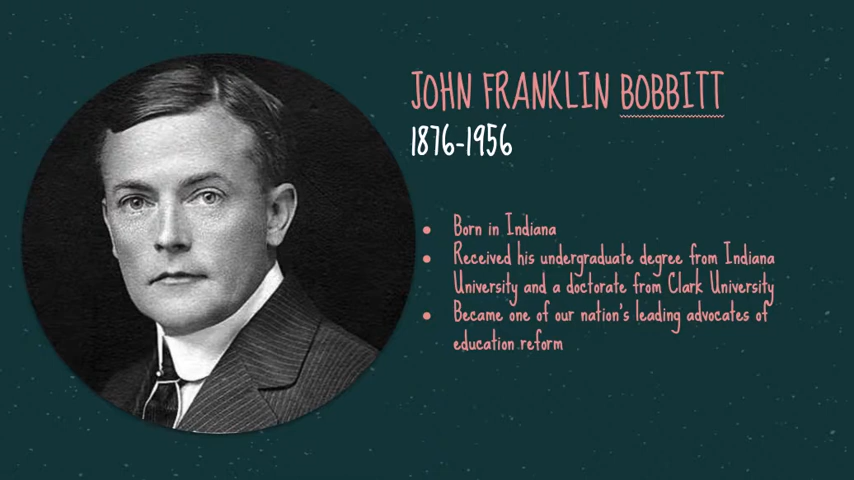 JOHN FRANKLIN BOBBITT
1876-1956
• Born in Indiana
• Received his undergraduate degree from Indiana
University and a doctorate from Clark University
• Became one of our nation's leading advocates of
education reform